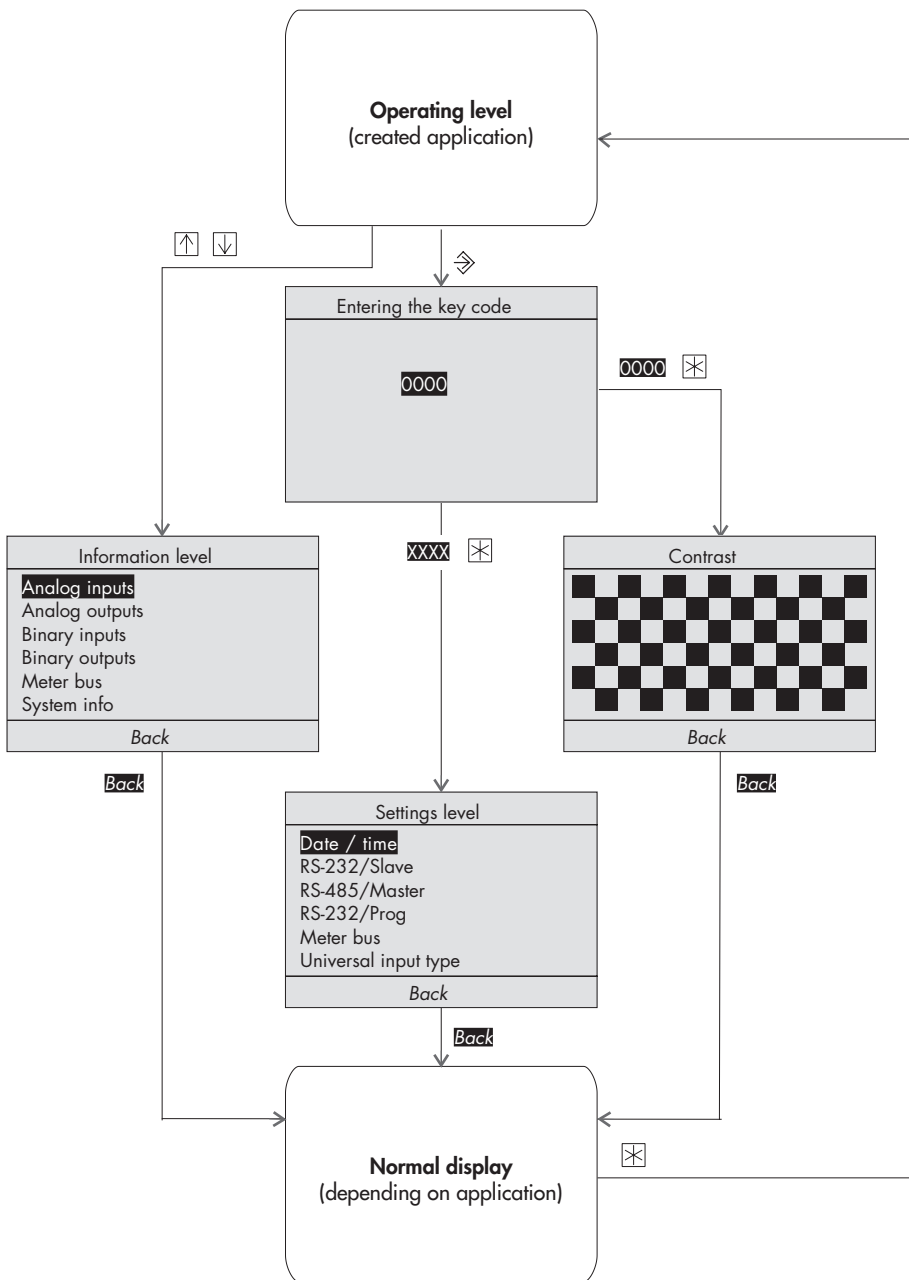 Operating level
(created application)
Entering the key code
0000
0000
XXXX
Information level
Analog inputs
Analog outputs
Binary inputs
Binary outputs
Meter bus
System info
Back
Back
Contrast
Back
Back
Settings level
Date / time
RS-232/Slave
RS-485/Master
RS-232/Prog
Meter bus
Universal input type
Back
Back
Normal display
(depending on application)